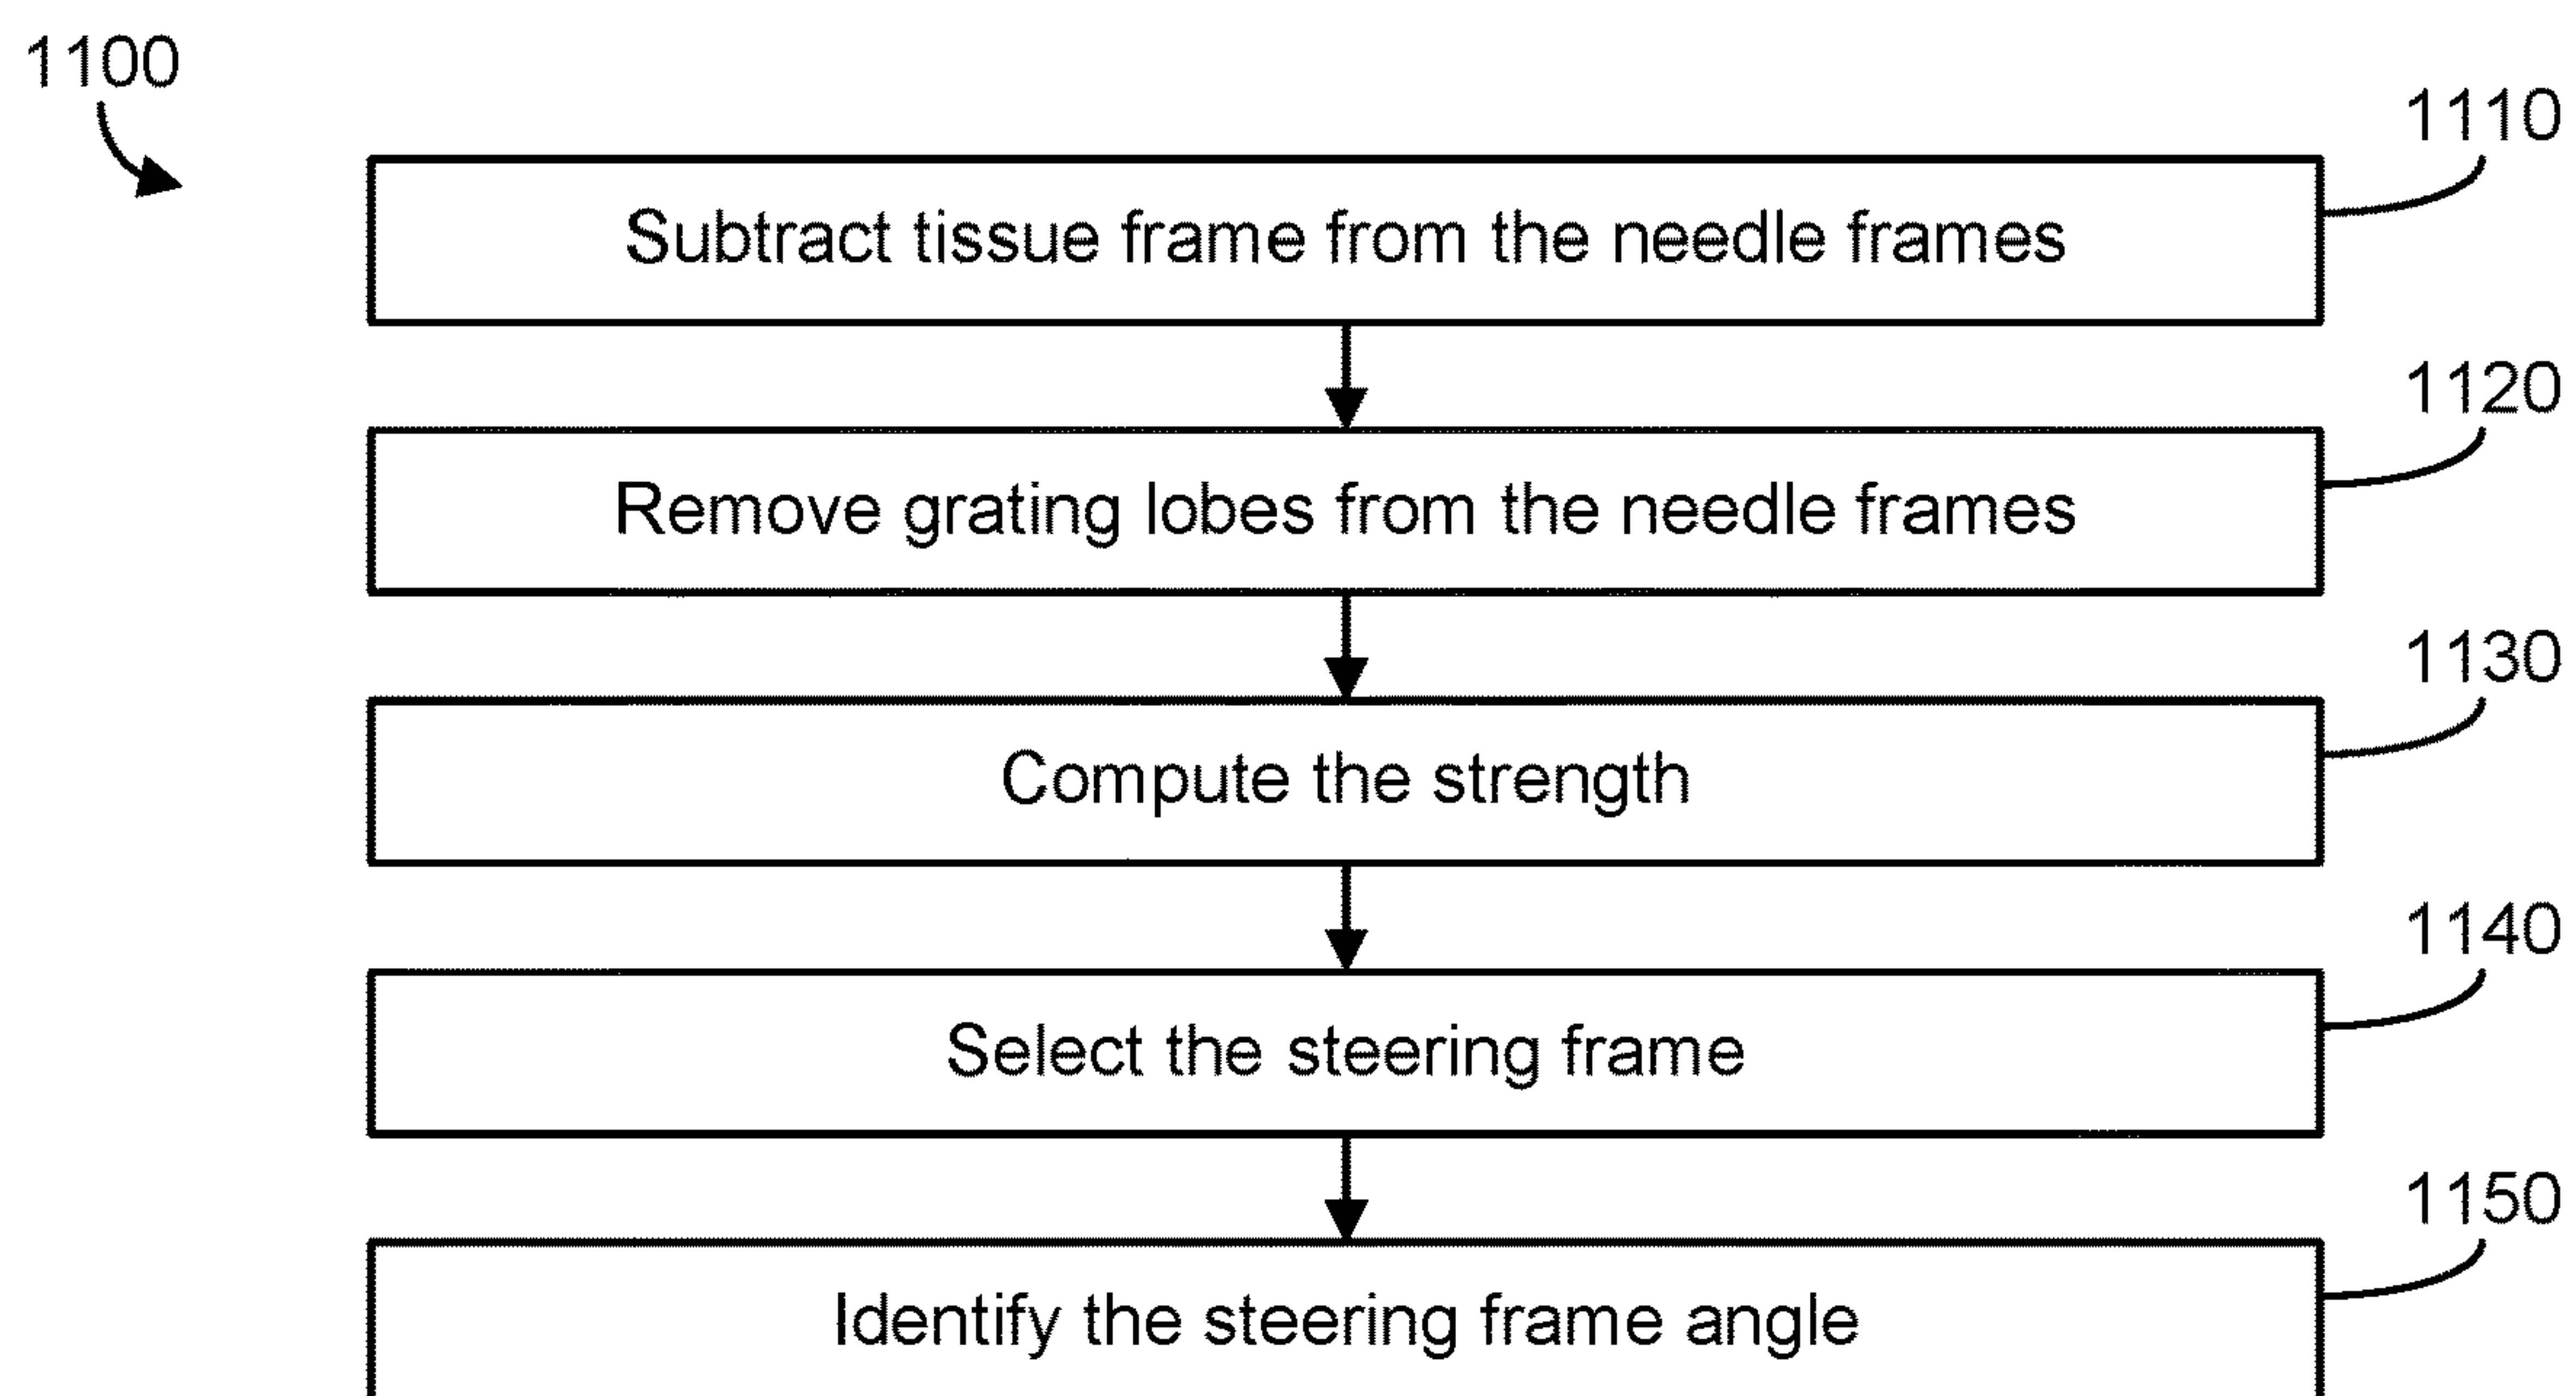 1100
1110
Subtract tissue frame from the needle frames
1120
Remove grating lobes from the needle frames
1130
Compute the strength
1140
Select the steering frame
1150
Identify the steering frame angle